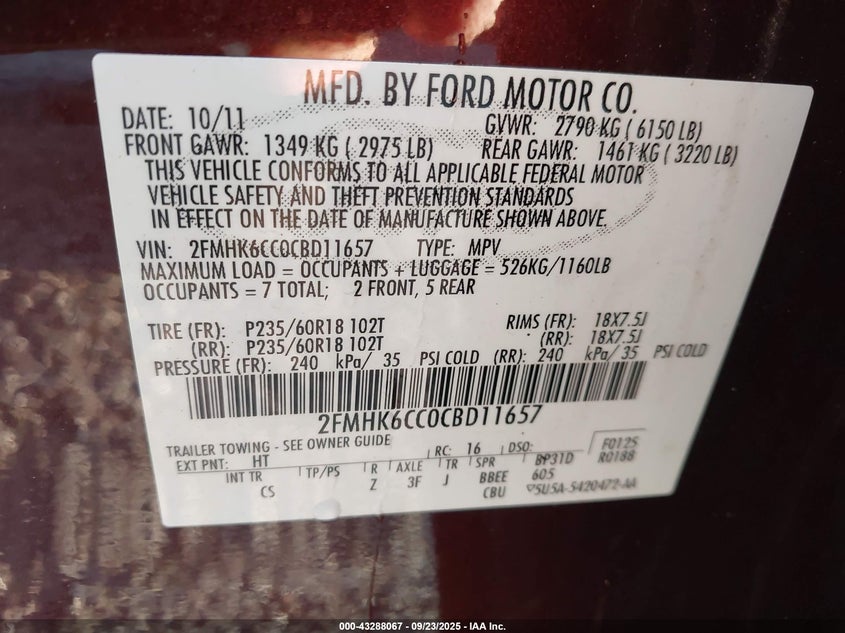 MFD. BY FORD MOTOR CO.
DATE: 10/11 GVWR: 2790 KG ( 6150 LB)
FRONT GAWR: 1349 KG ( 2975 LB) REAR GAWR: 1461 KG ( 3220 LB)
THIS VEHICLE CONFORMS TO ALL APPLICABLE FEDERAL MOTOR
VEHICLE SAFETY AND THEFT PREVENTION STANDARDS
IN EFFECT ON THE DATE OF MANUFACTURE SHOWN ABOVE.
VIN: 2FMHK6CC0CBD11657 TYPE: MPV
MAXIMUM LOAD = OCCUPANTS + LUGGAGE = 526KG/1160LB
OCCUPANTS = 7 TOTAL; 2 FRONT, 5 REAR
TIRE (FR): P235/60R18 102T RIMS (FR): 18X7.5J
(RR): P235/60R18 102T (RR): 18X7.5J
PRESSURE (FR): 240 kPa/ 35 PSI COLD (RR): 240 kPa/ 35 PSI COLD
2FMHK6CC0CBD11657
TRAILER TOWING - SEE OWNER GUIDE RC: 16 DSO: F0125
EXT PNT: HT BP31D R0188
INT TR TP/PS R AXLE TR SPR 605
CS Z 3F J BBEE
CBU 5U5A-5420472-AA
000-43288067 - 09/23/2025 - IAA Inc.